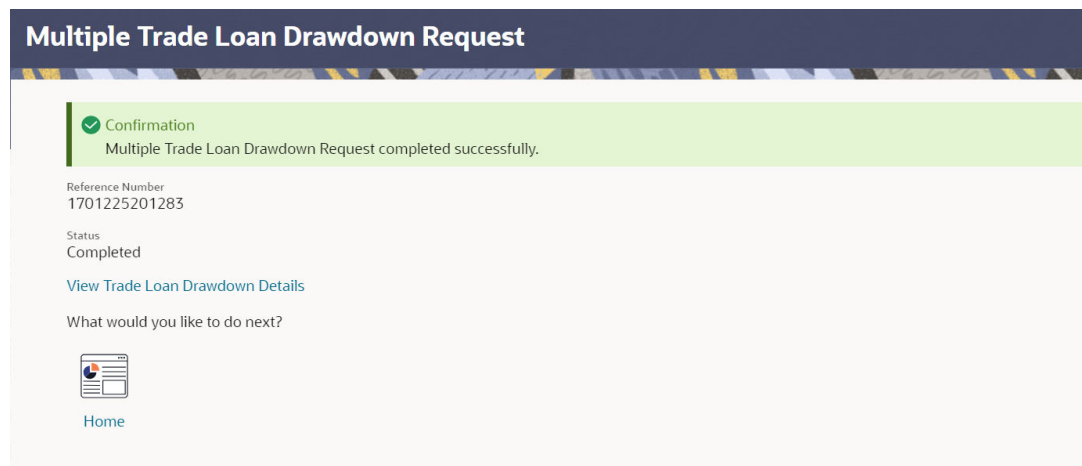 Multiple Trade Loan Drawdown Request
Confirmation
Multiple Trade Loan Drawdown Request completed successfully.
Reference Number
1701225201283
Status
Completed
View Trade Loan Drawdown Details
What would you like to do next?
Home